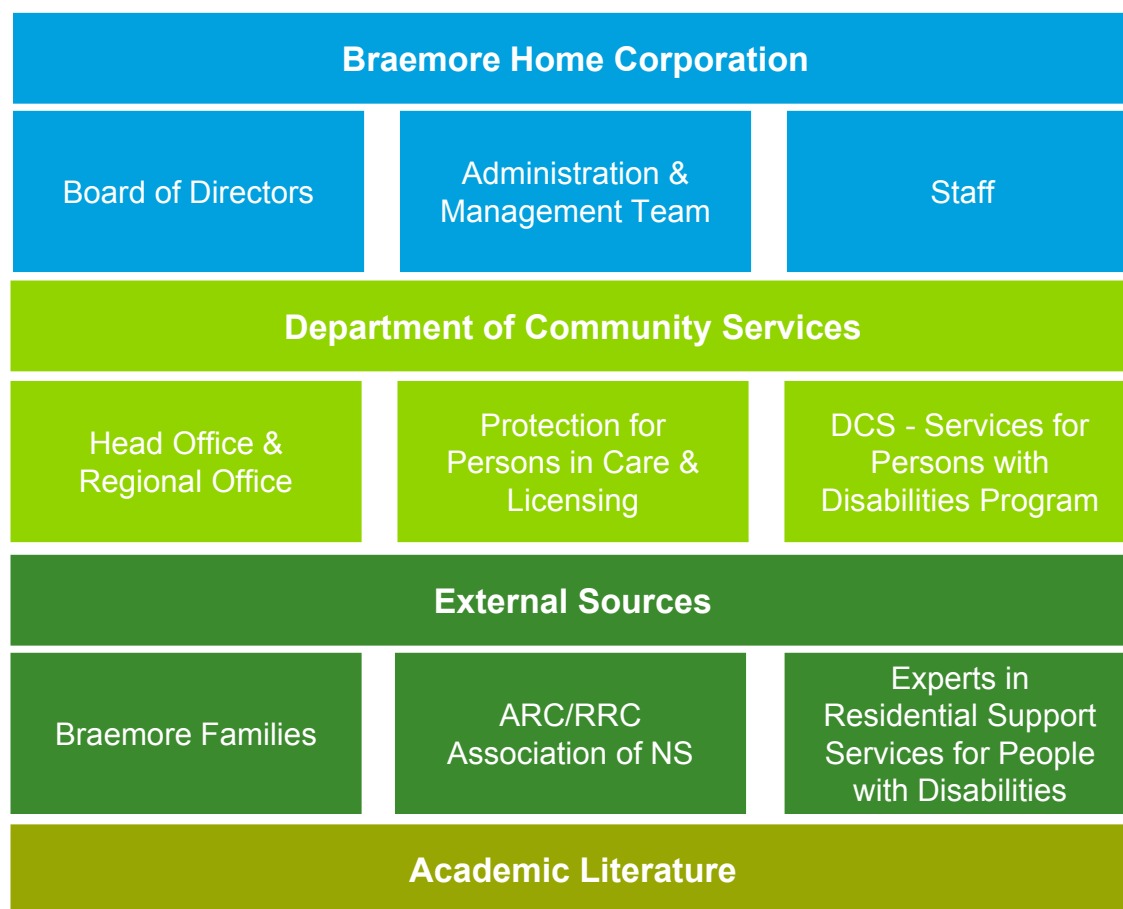 Braemore Home Corporation
Board of Directors
Administration &
Management Team
Staff
Department of Community Services
Head Office &
Regional Office
Protection for
Persons in Care &
Licensing
DCS - Services for
Persons with
Disabilities Program
External Sources
Braemore Families
ARC/RRC
Association of NS
Experts in
Residential Support
Services for People
with Disabilities
Academic Literature